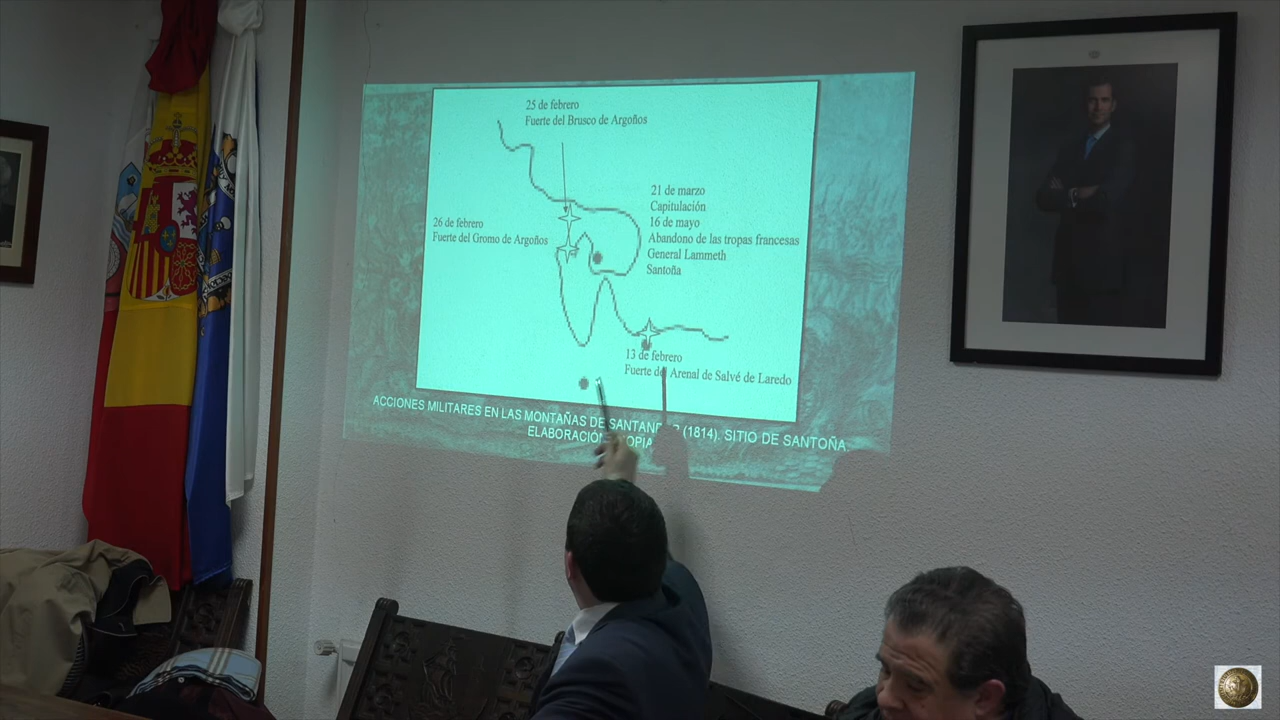 25 de febrero
Fuerte del Brusco de Argoños
21 de marzo
Capitulación
16 de mayo
Abandono de las tropas francesas
General Lammeth
Santoña
26 de febrero
Fuerte del Gromo de Argoños
13 de febrero
Fuerte del Arenal de Salvé de Laredo
ACCIONES MILITARES EN LAS MONTAÑAS DE SANTANDER (1814). SITIO DE SANTOÑA.
ELABORACIÓN PROPIA